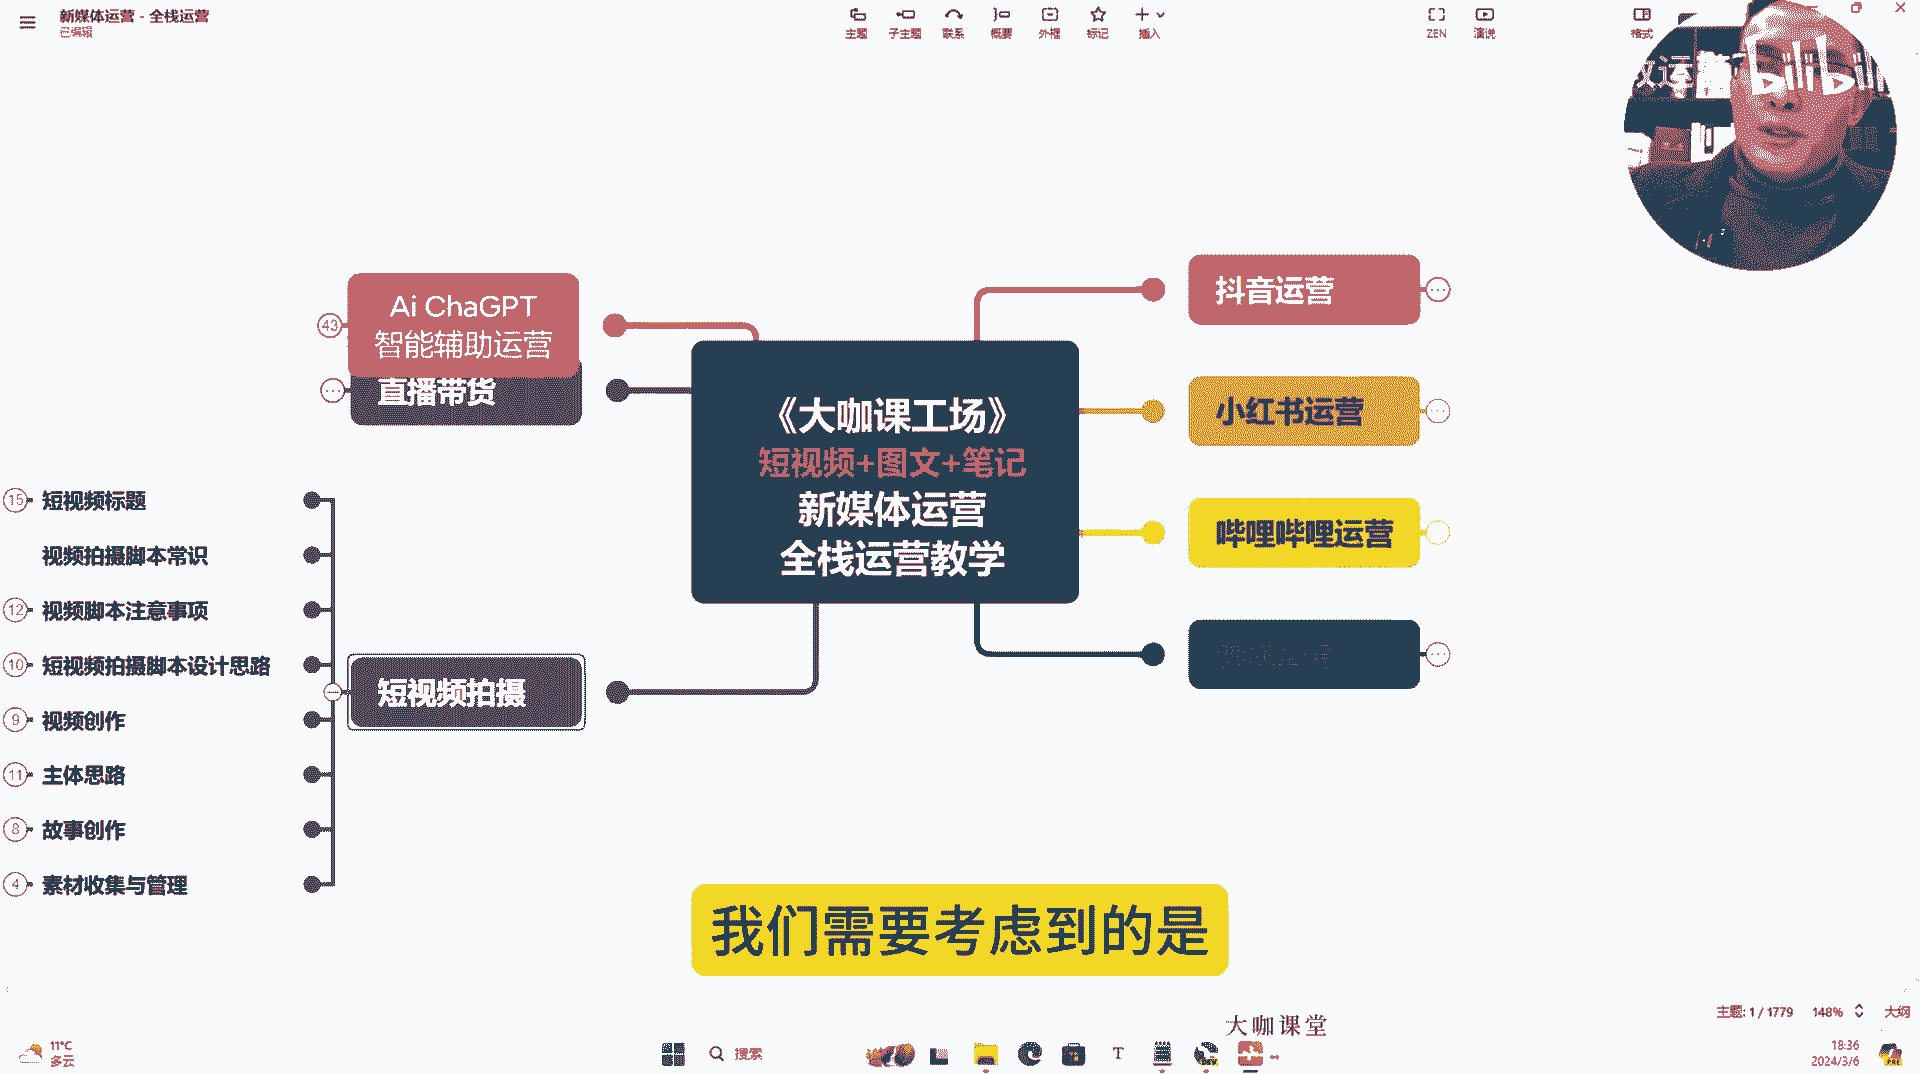 新媒体运营 - 全栈运营
已编辑
主题
子主题
联系
概要
外框
标记
插入
ZEN
演说
格式
bilibili
43
Ai ChaGPT
智能辅助运营
直播带货
《大咖课工场》
短视频+图文+笔记
新媒体运营
全栈运营教学
抖音运营
小红书运营
哔哩哔哩运营
15
短视频标题
视频拍摄脚本常识
12
视频脚本注意事项
10
短视频拍摄脚本设计思路
9
视频创作
11
主体思路
8
故事创作
4
素材收集与管理
短视频拍摄
我们需要考虑到的是
大咖课堂
主题: 1 / 1779
148%
大纲
11°C
多云
搜索
18:36
2024/3/6